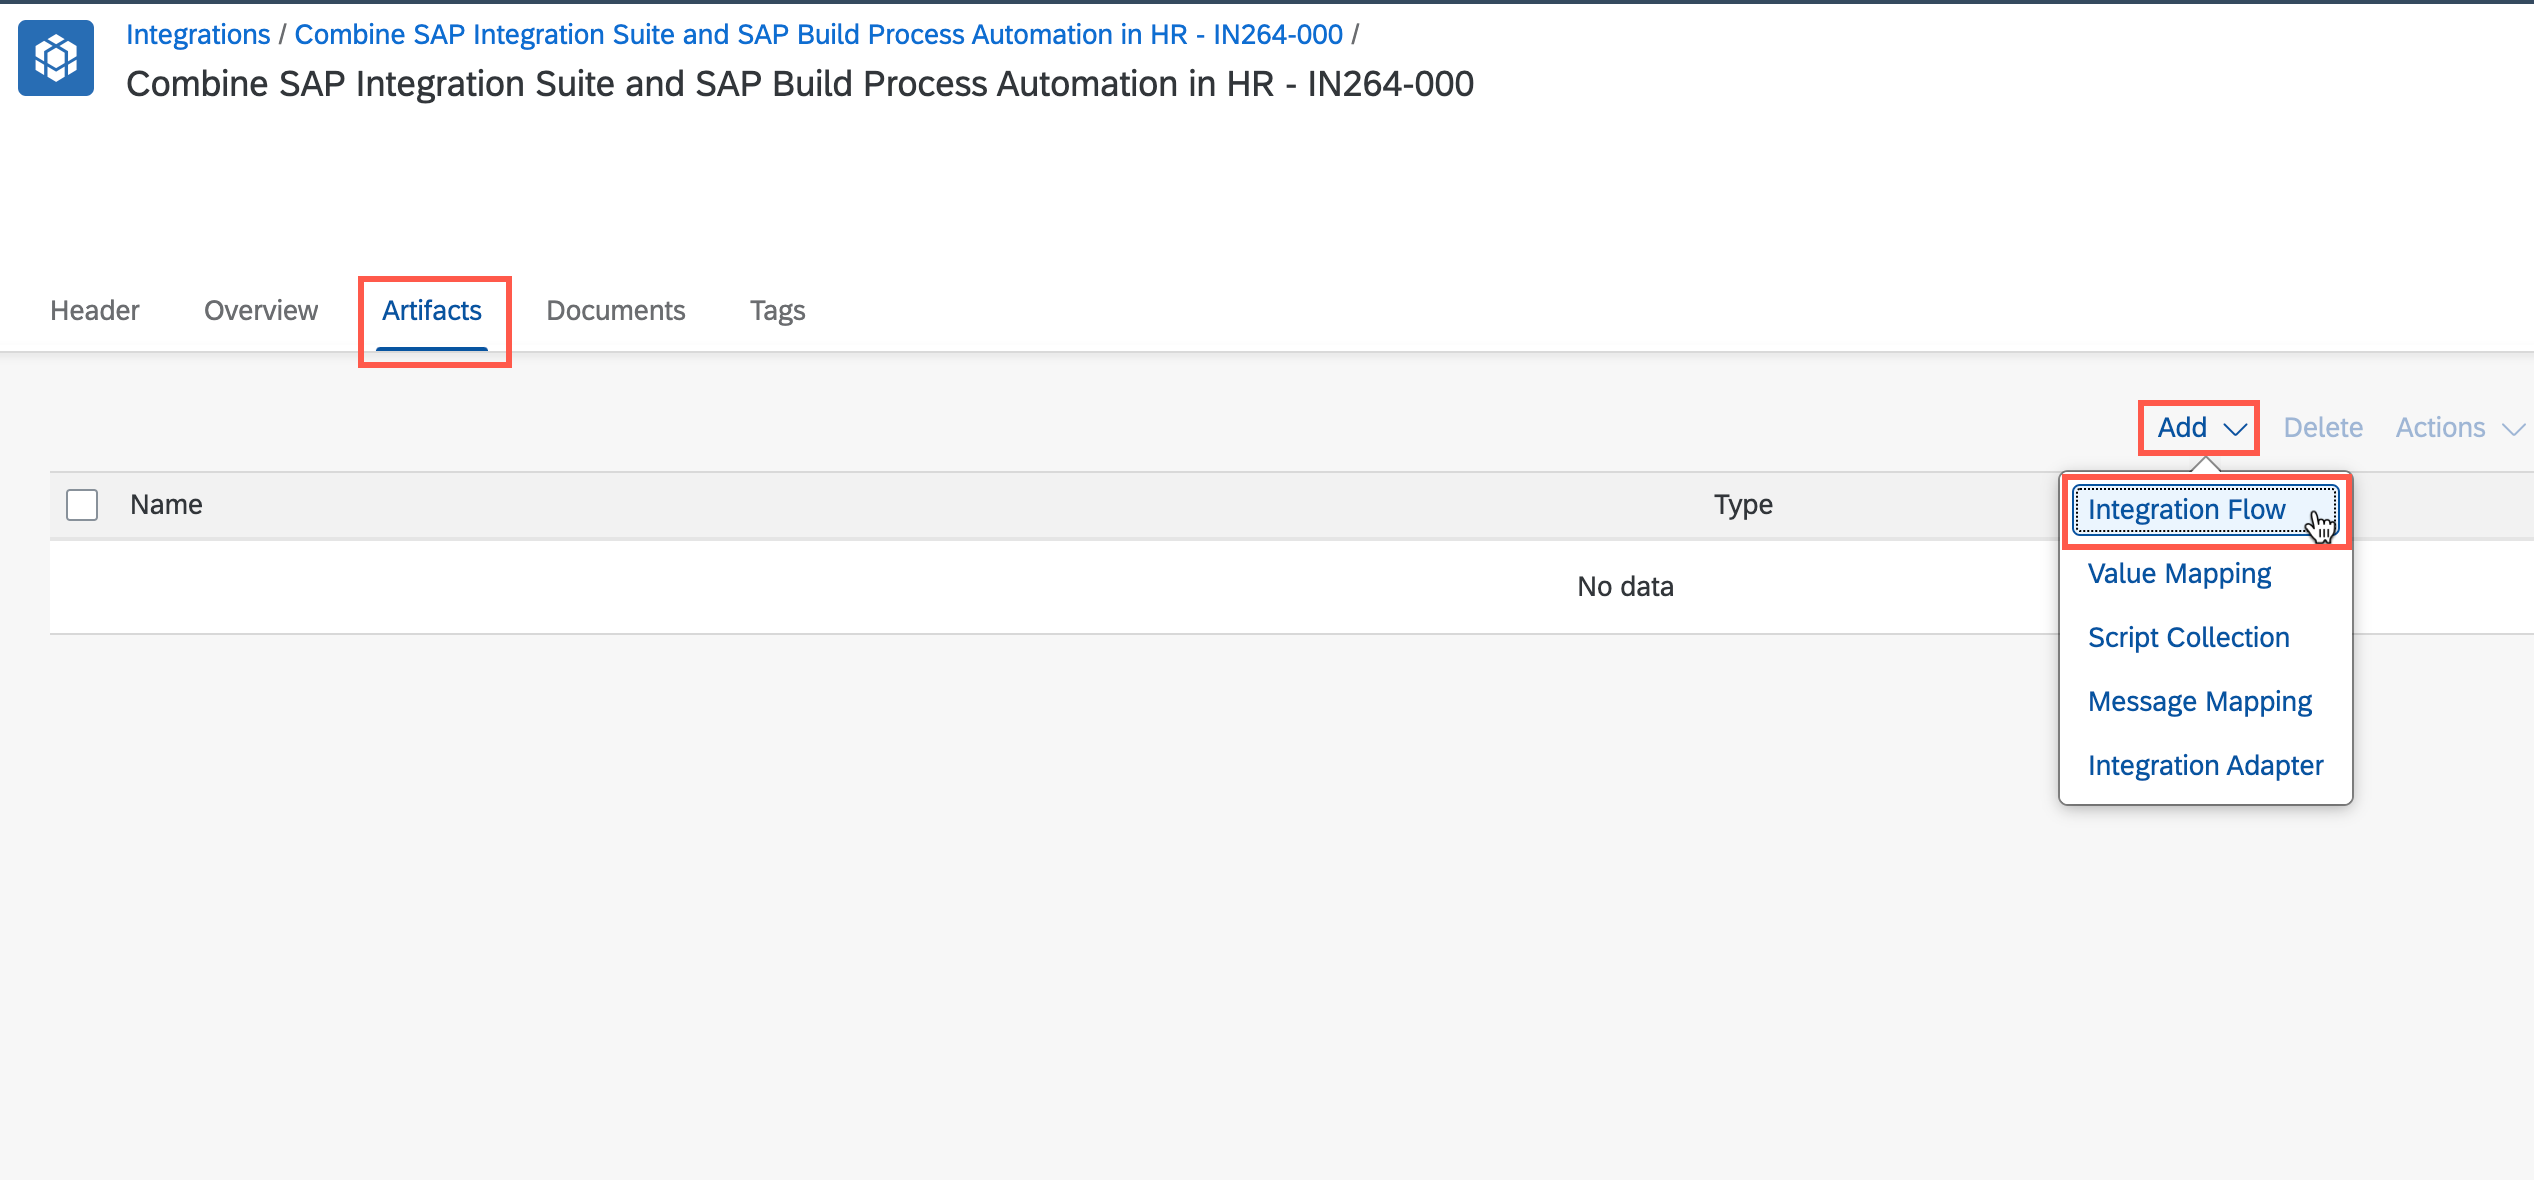 Integrations / Combine SAP Integration Suite and SAP Build Process Automation in HR - IN264-000 /
Combine SAP Integration Suite and SAP Build Process Automation in HR - IN264-000
Header Overview Artifacts Documents Tags
Add Delete Actions
Name Type
No data
Integration Flow
Value Mapping
Script Collection
Message Mapping
Integration Adapter